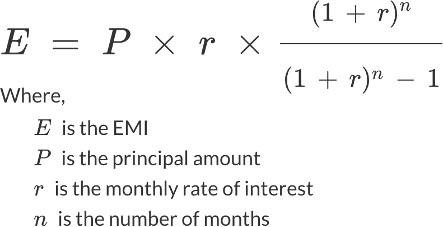 E = P × r × (1 + r)ⁿ / (1 + r)ⁿ − 1
Where,
E is the EMI
P is the principal amount
r is the monthly rate of interest
n is the number of months